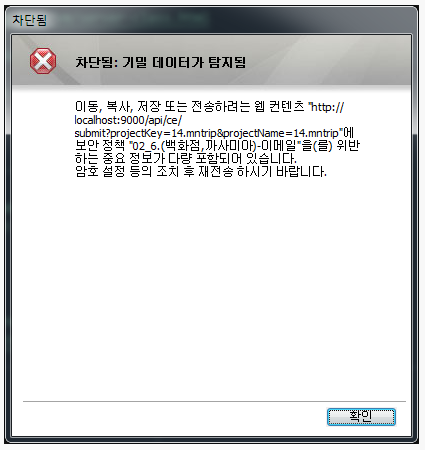 차단됨
차단됨: 기밀 데이터가 탐지됨
이동, 복사, 저장 또는 전송하려는 웹 컨텐츠 "http://
localhost:9000/api/ce/
submit?projectKey=14.mntrip&projectName=14.mntrip"에
보안 정책 "02_6.(백화점,까사미아)-이메일"을(를) 위반
하는 중요 정보가 다량 포함되어 있습니다.
암호 설정 등의 조치 후 재전송 하시기 바랍니다.
확인